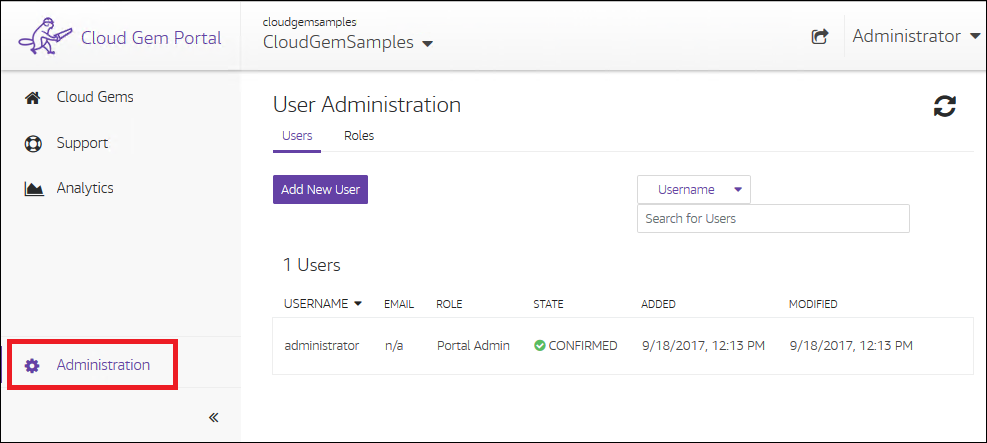 Cloud Gem Portal
cloudgemsamples
CloudGemSamples
Administrator
Cloud Gems
Support
Analytics
Administration
User Administration
Users Roles
Add New User
Username
Search for Users
1 Users
USERNAME EMAIL ROLE STATE ADDED MODIFIED
administrator n/a Portal Admin CONFIRMED 9/18/2017, 12:13 PM 9/18/2017, 12:13 PM